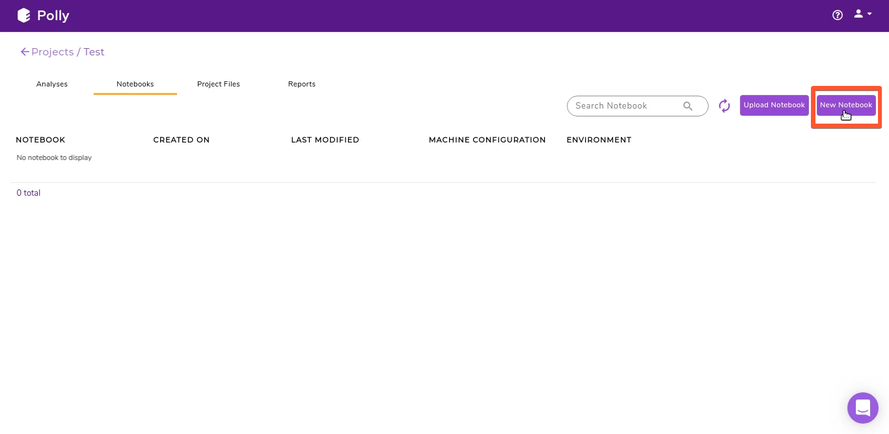 Polly
Projects / Test
Analyses Notebooks Project Files Reports
Search Notebook Upload Notebook New Notebook
NOTEBOOK CREATED ON LAST MODIFIED MACHINE CONFIGURATION ENVIRONMENT
No notebook to display
0 total